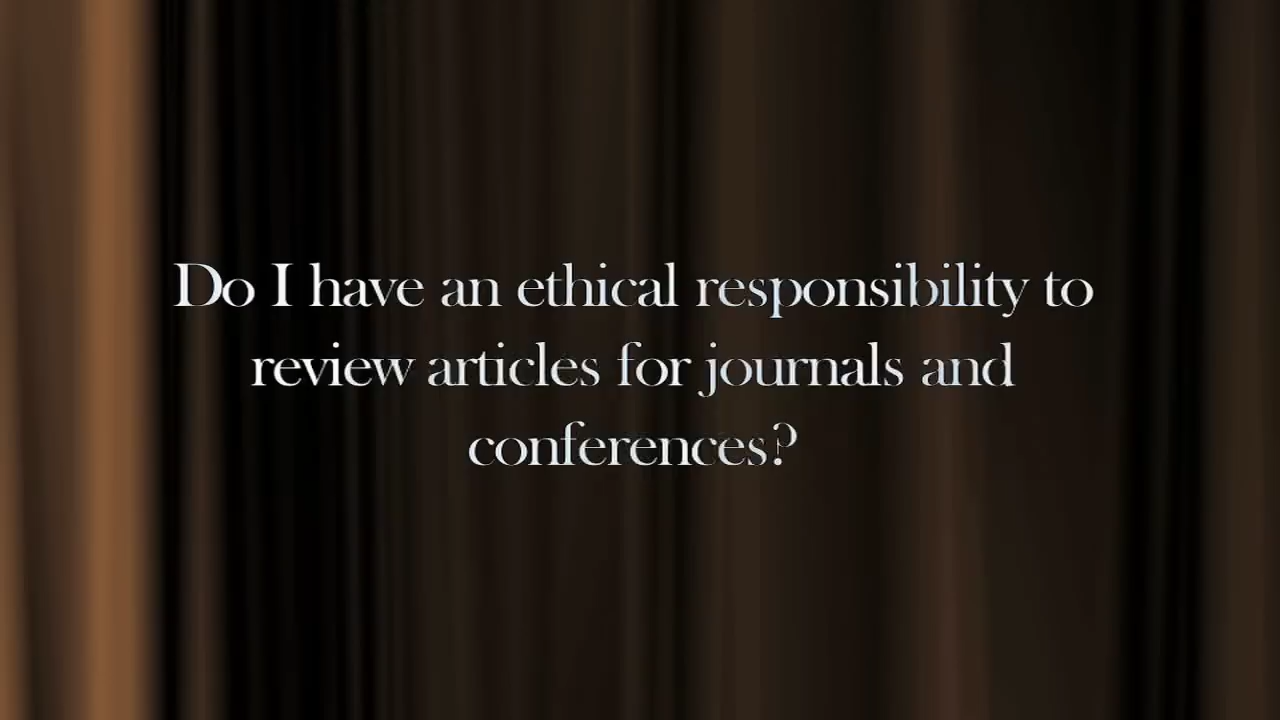 Do I have an ethical responsibility to
review articles for journals and
conferences?